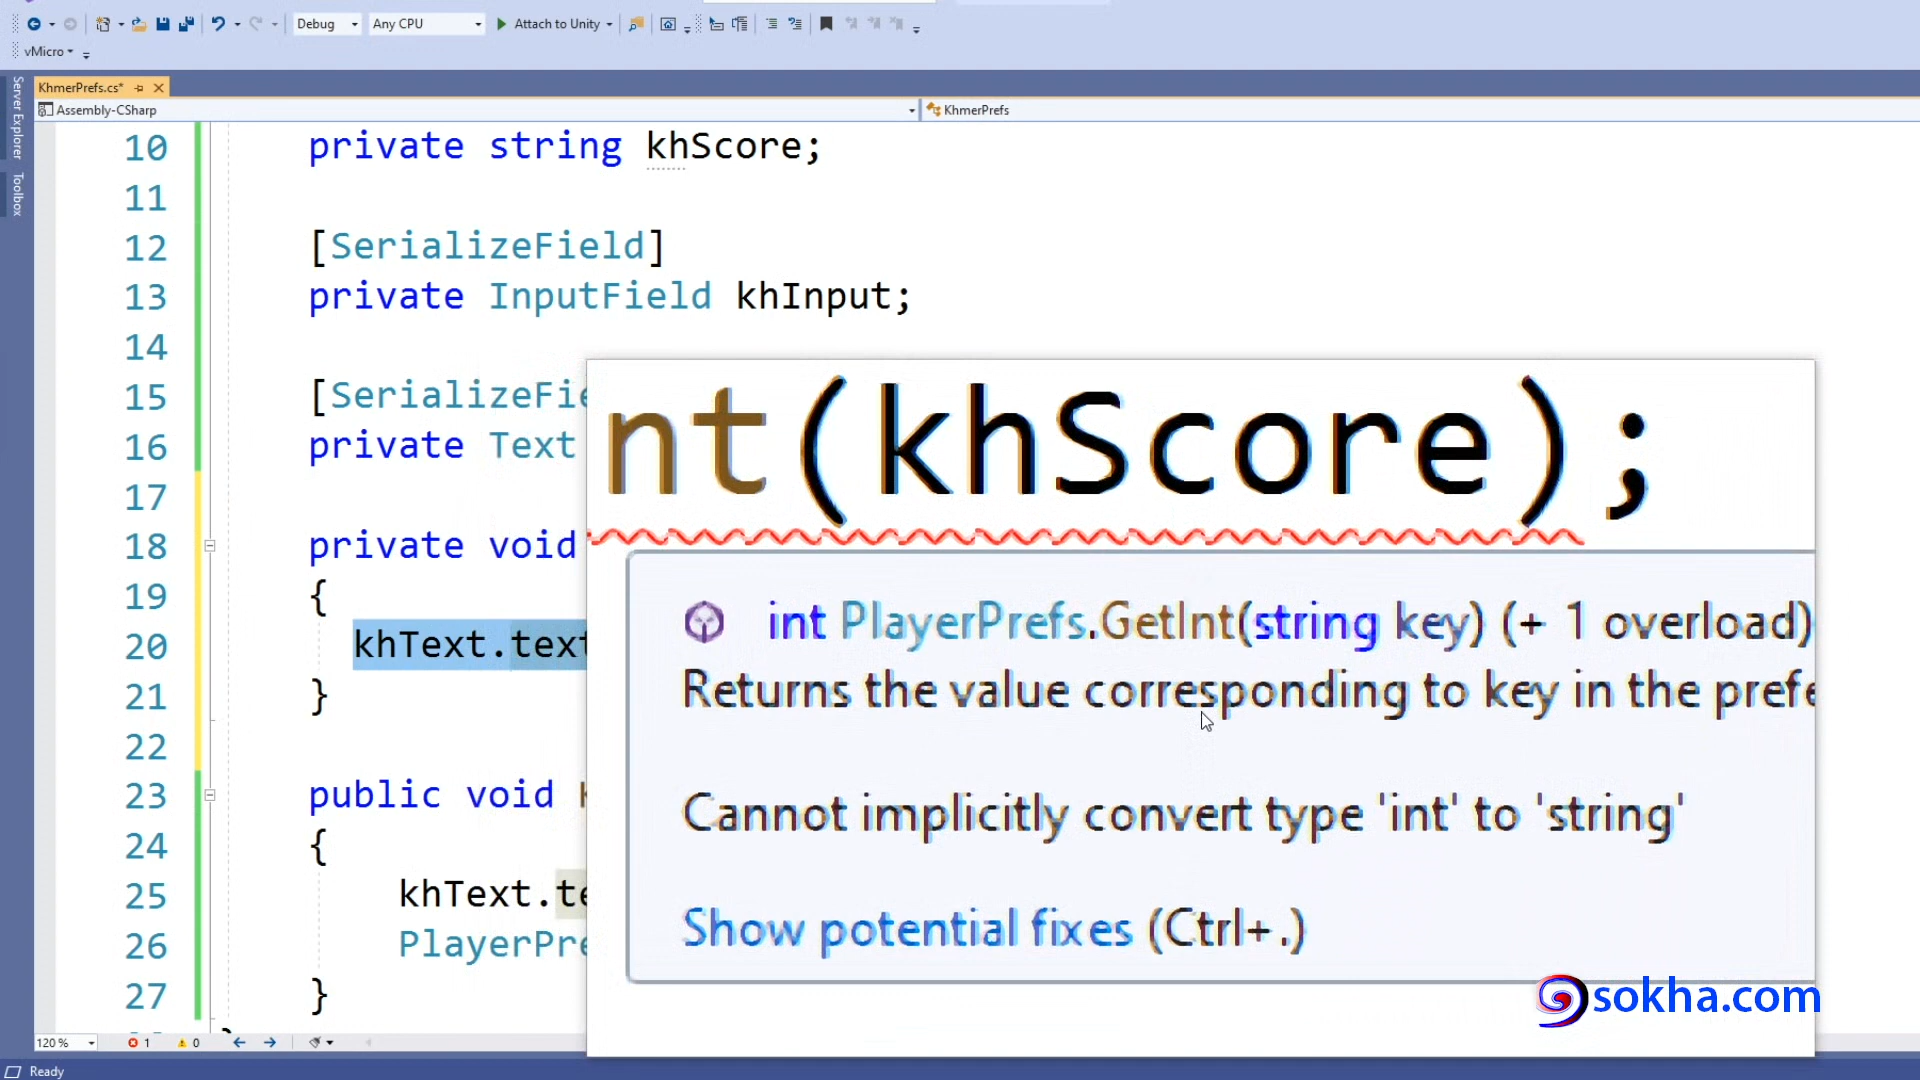 Debug
Any CPU
Attach to Unity
vMicro
Server Explorer
Toolbox
KhmerPrefs.cs*
Assembly-CSharp
KhmerPrefs
10 private string khScore;
11
12 [SerializeField]
13 private InputField khInput;
14
15 [SerializeFie
16 private Text
17
18 private void
19 {
20 khText.text
21 }
22
23 public void
24 {
25 khText.te
26 PlayerPre
27 }
nt(khScore);
int PlayerPrefs.GetInt(string key) (+ 1 overload)
Returns the value corresponding to key in the prefe
Cannot implicitly convert type 'int' to 'string'
Show potential fixes (Ctrl+.)
sokha.com
120 %
1
0
Ready